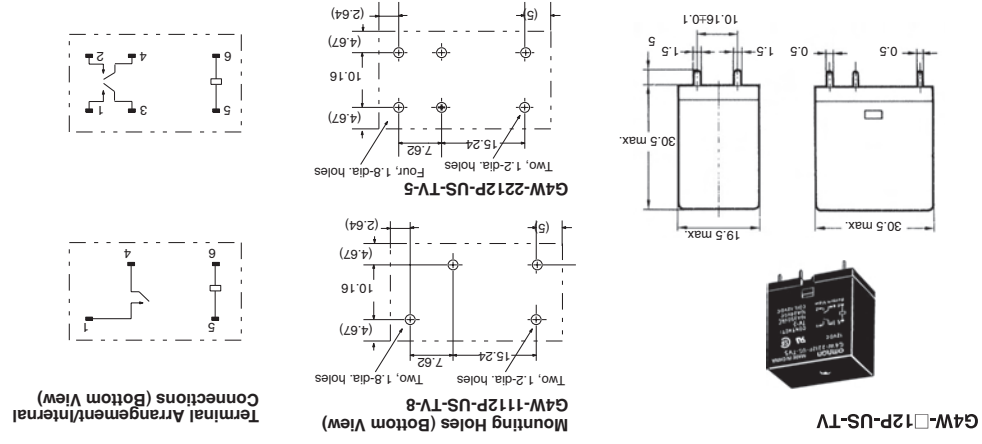 G4W-□12P-US-TV
omron
CONTACT:
30.5 max.
19.5 max.
30.5 max.
0.5
0.5
1.5
1.5
5
10.16±0.1
Mounting Holes (Bottom View)
G4W-1112P-US-TV-8
Two, 1.2-dia. holes
Two, 1.8-dia. holes
15.24
7.62
(4.67)
10.16
(4.67)
(5)
(2.64)
G4W-2212P-US-TV-5
Two, 1.2-dia. holes
Four, 1.8-dia. holes
15.24
7.62
(4.67)
10.16
(4.67)
(5)
(2.64)
Terminal Arrangement/Internal
Connections (Bottom View)
5
1
6
4
5
3
1
6
4
2